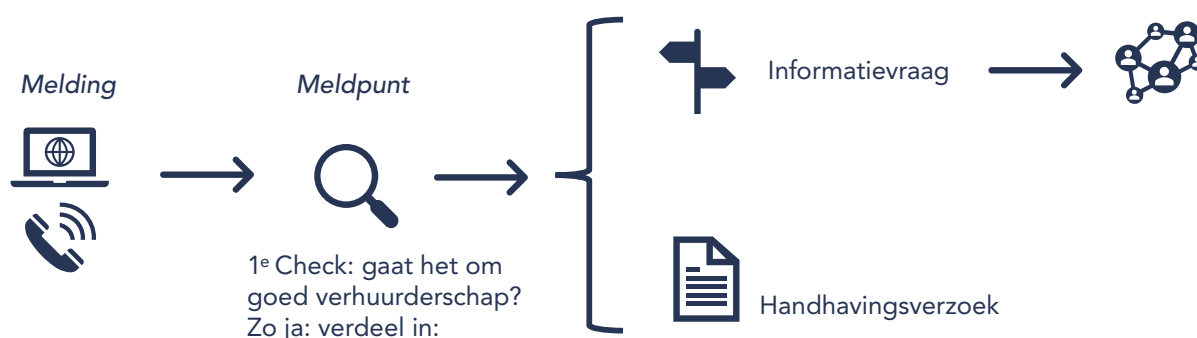 Melding
Meldpunt
1e Check: gaat het om
goed verhuurderschap?
Zo ja: verdeel in:
Informatievraag
Handhavingsverzoek